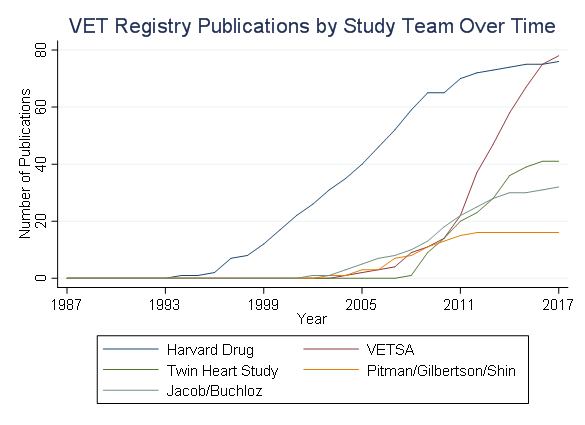 VET Registry Publications by Study Team Over Time
Number of Publications
80
60
40
20
0
1987 1993 1999 2005 2011 2017
Year
Harvard Drug VETSA
Twin Heart Study Pitman/Gilbertson/Shin
Jacob/Buchloz